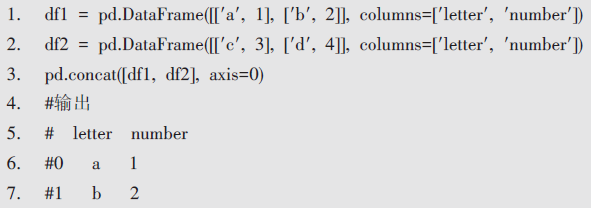 1. df1 = pd.DataFrame([['a', 1], ['b', 2]], columns=['letter', 'number'])
2. df2 = pd.DataFrame([['c', 3], ['d', 4]], columns=['letter', 'number'])
3. pd.concat([df1, df2], axis=0)
4. #输出
5. # letter number
6. #0 a 1
7. #1 b 2